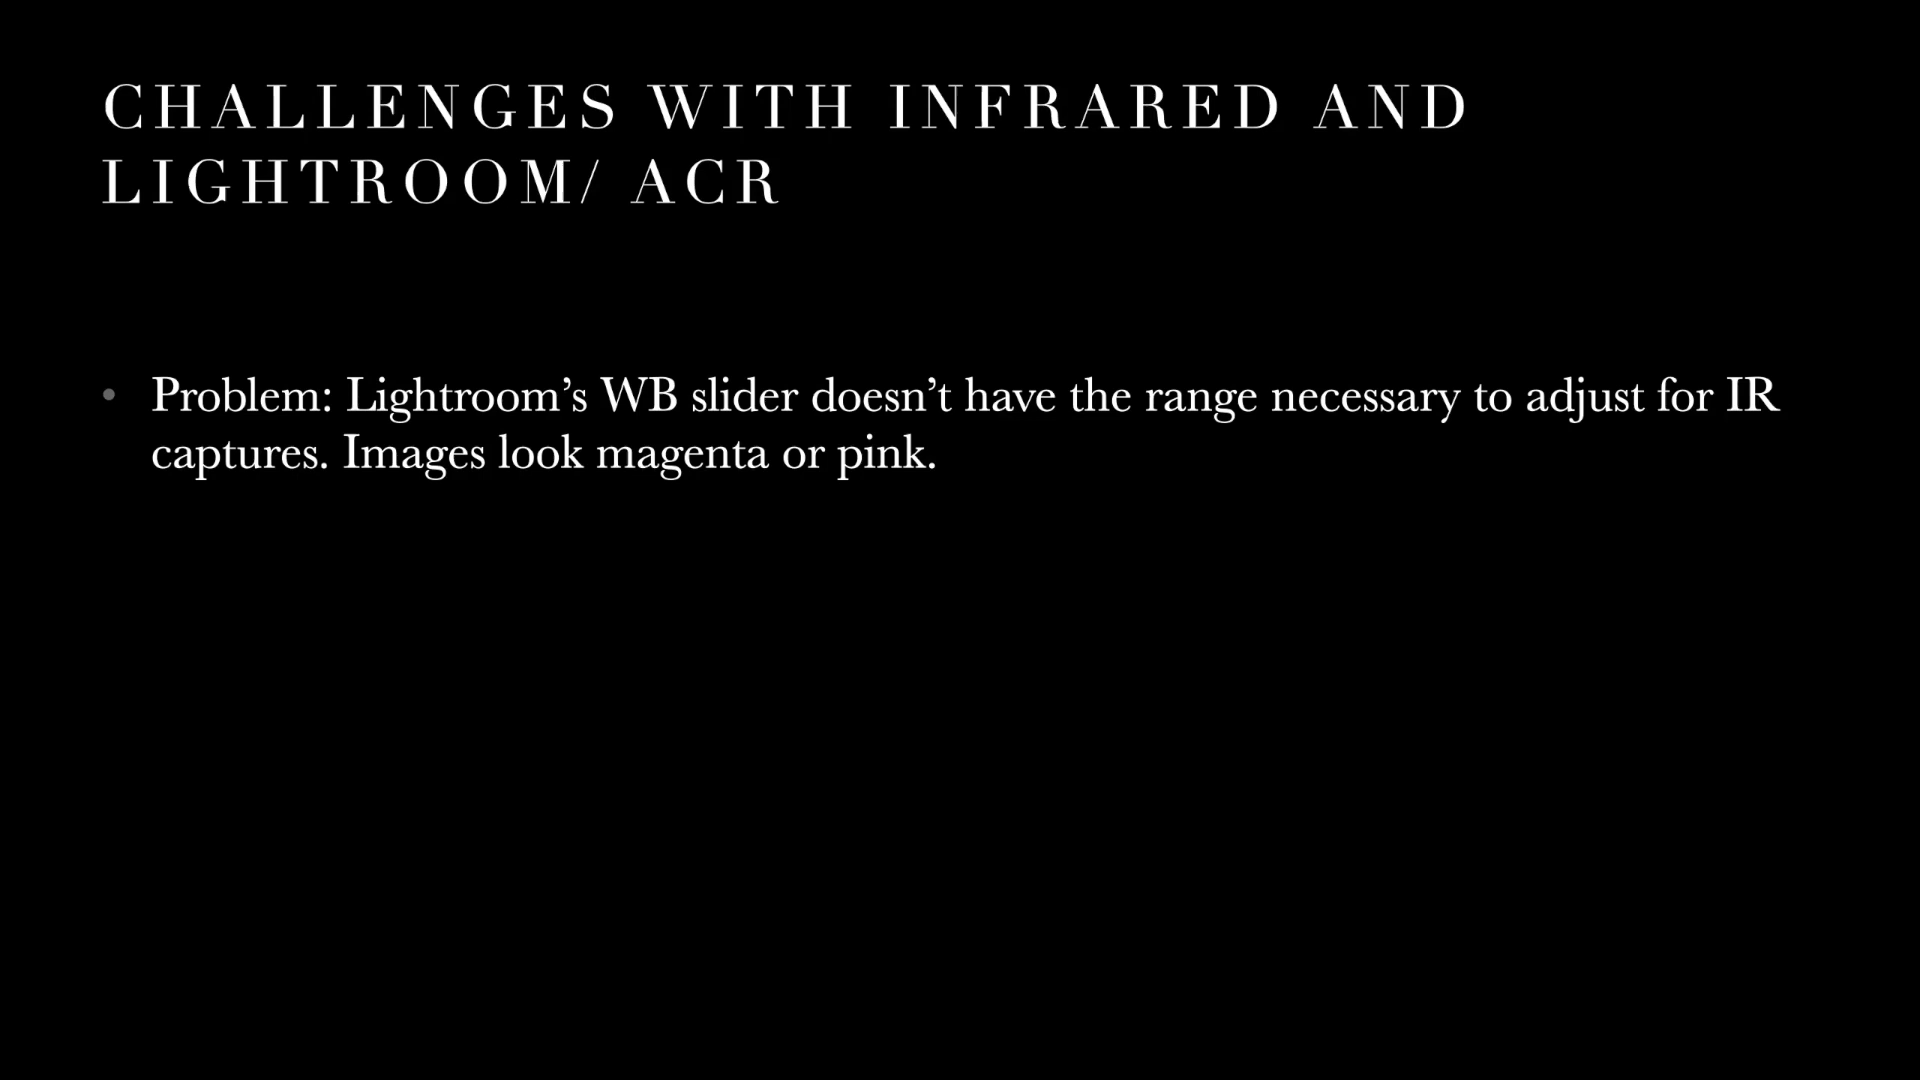 CHALLENGES WITH INFRARED AND
LIGHTROOM/ ACR
• Problem: Lightroom’s WB slider doesn’t have the range necessary to adjust for IR
captures. Images look magenta or pink.